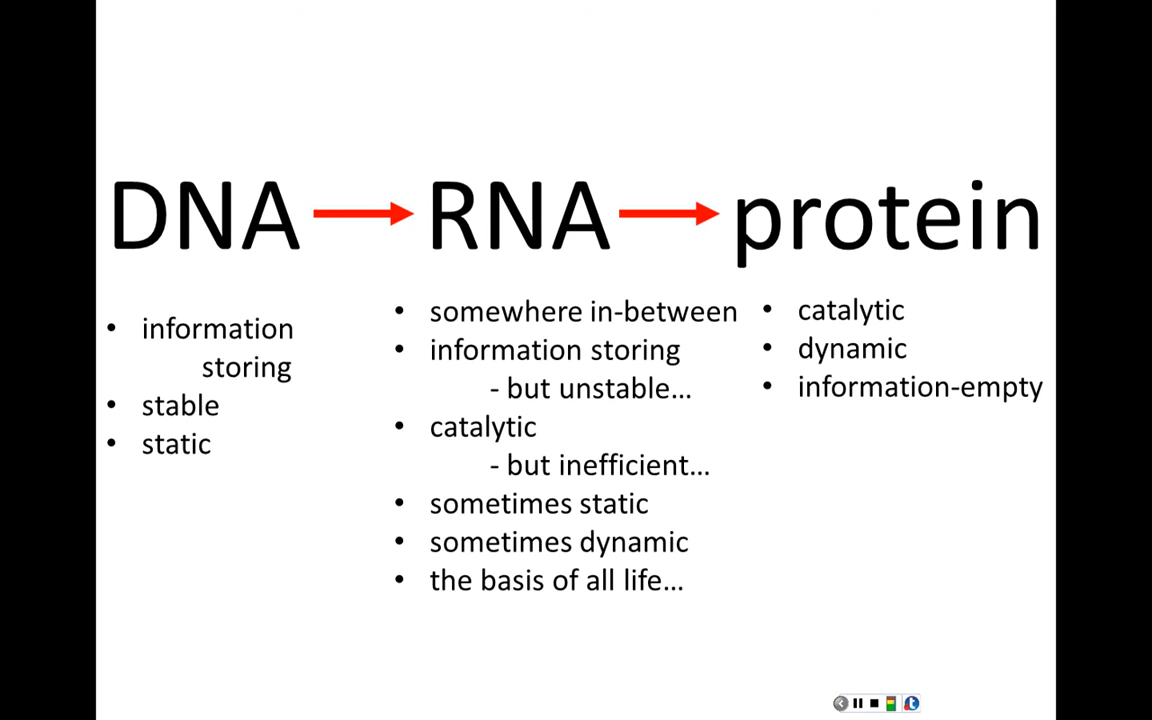 DNA → RNA → protein
• information
storing
• stable
• static
• somewhere in-between
• information storing
- but unstable...
• catalytic
- but inefficient...
• sometimes static
• sometimes dynamic
• the basis of all life...
• catalytic
• dynamic
• information-empty